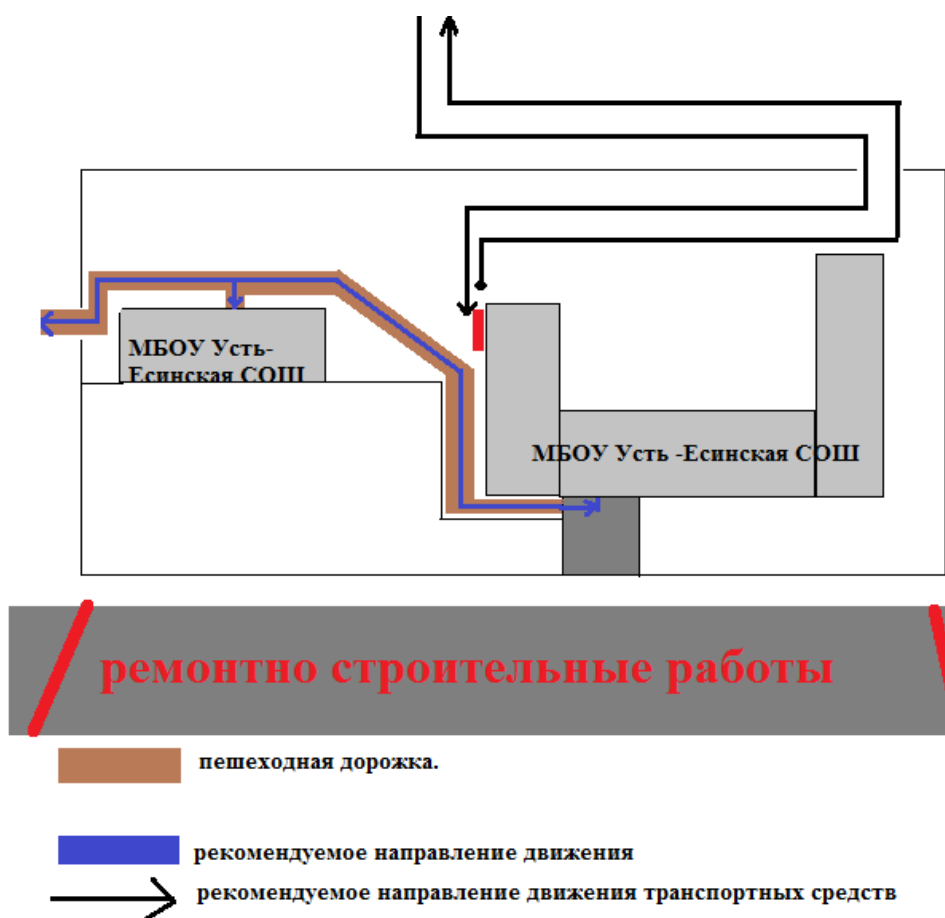 МБОУ Усть-
Есинская СОШ
МБОУ Усть -Есинская СОШ
ремонтно строительные работы
пешеходная дорожка.
рекомендуемое направление движения
рекомендуемое направление движения транспортных средств